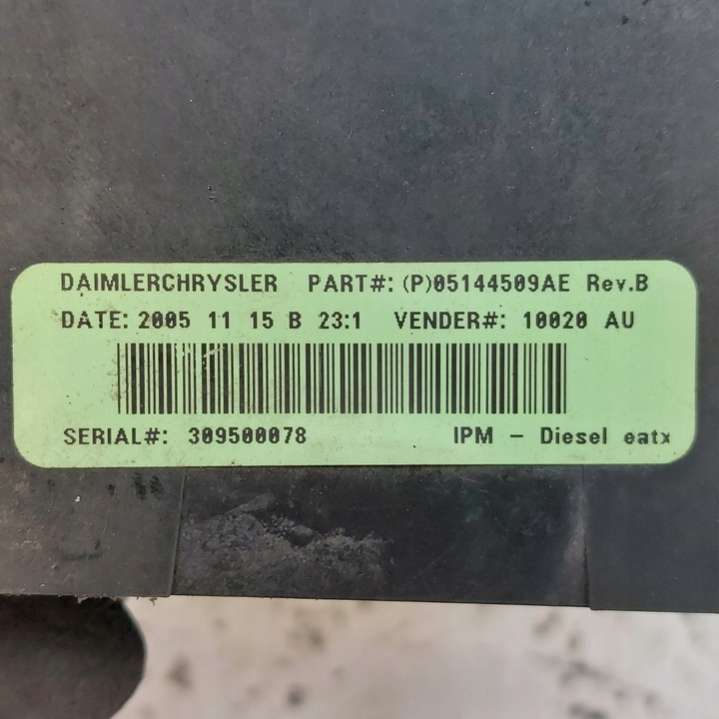 DAIMLERCHRYSLER PART#: (P)05144509AE Rev.B
DATE: 2005 11 15 B 23:1 VENDER#: 10020 AU
SERIAL#: 309500078 IPM - Diesel eatx